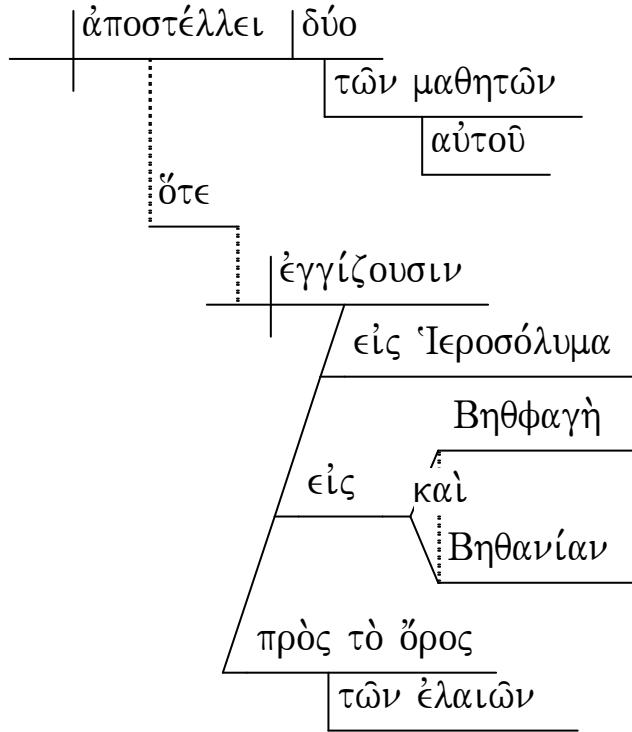 ἀποστέλλει δύο
τῶν μαθητῶν
αὐτοῦ
ὅτε
ἐγγίζουσιν
εἰς Ἱεροσόλυμα
Βηθφαγὴ
εἰς καὶ
Βηθανίαν
πρὸς τὸ ὄρος
τῶν ἐλαιῶν